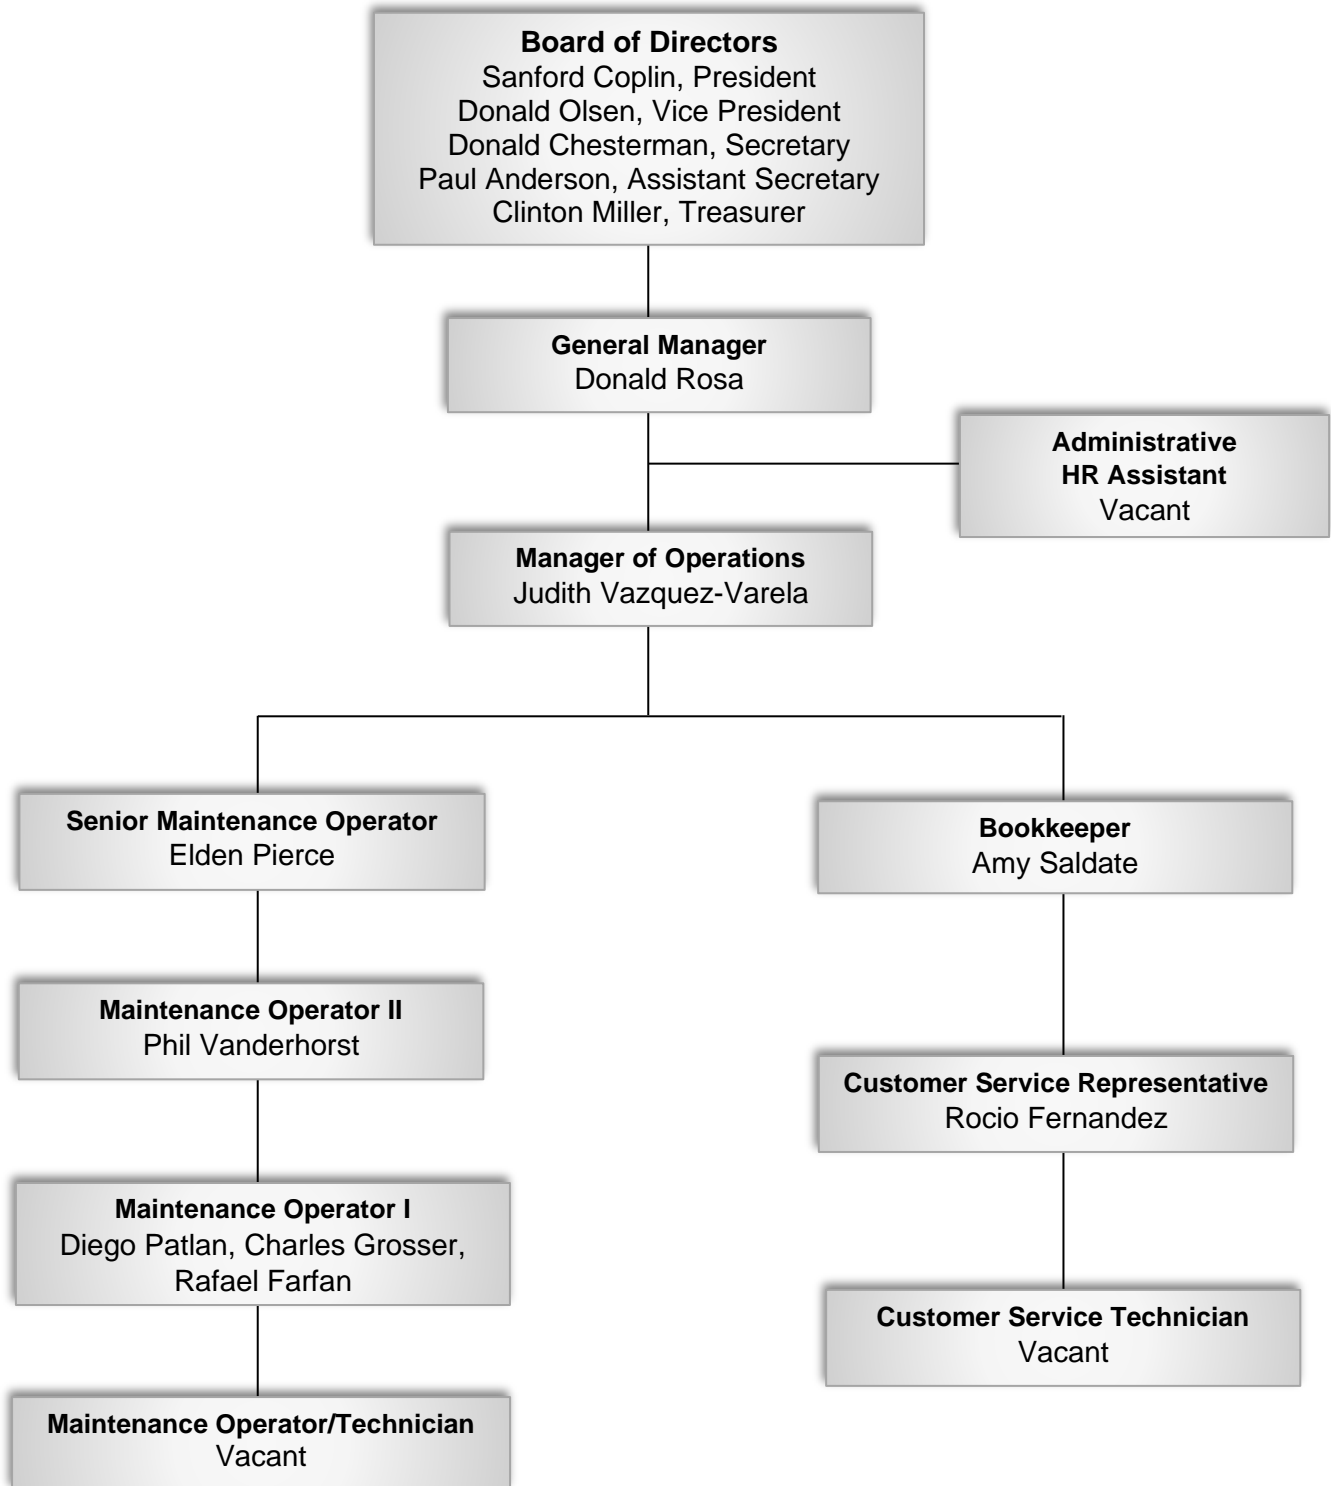 Board of Directors
Sanford Coplin, President
Donald Olsen, Vice President
Donald Chesterman, Secretary
Paul Anderson, Assistant Secretary
Clinton Miller, Treasurer
General Manager
Donald Rosa
Administrative
HR Assistant
Vacant
Manager of Operations
Judith Vazquez-Varela
Senior Maintenance Operator
Elden Pierce
Bookkeeper
Amy Saldate
Maintenance Operator II
Phil Vanderhorst
Customer Service Representative
Rocio Fernandez
Maintenance Operator I
Diego Patlan, Charles Grosser,
Rafael Farfan
Customer Service Technician
Vacant
Maintenance Operator/Technician
Vacant